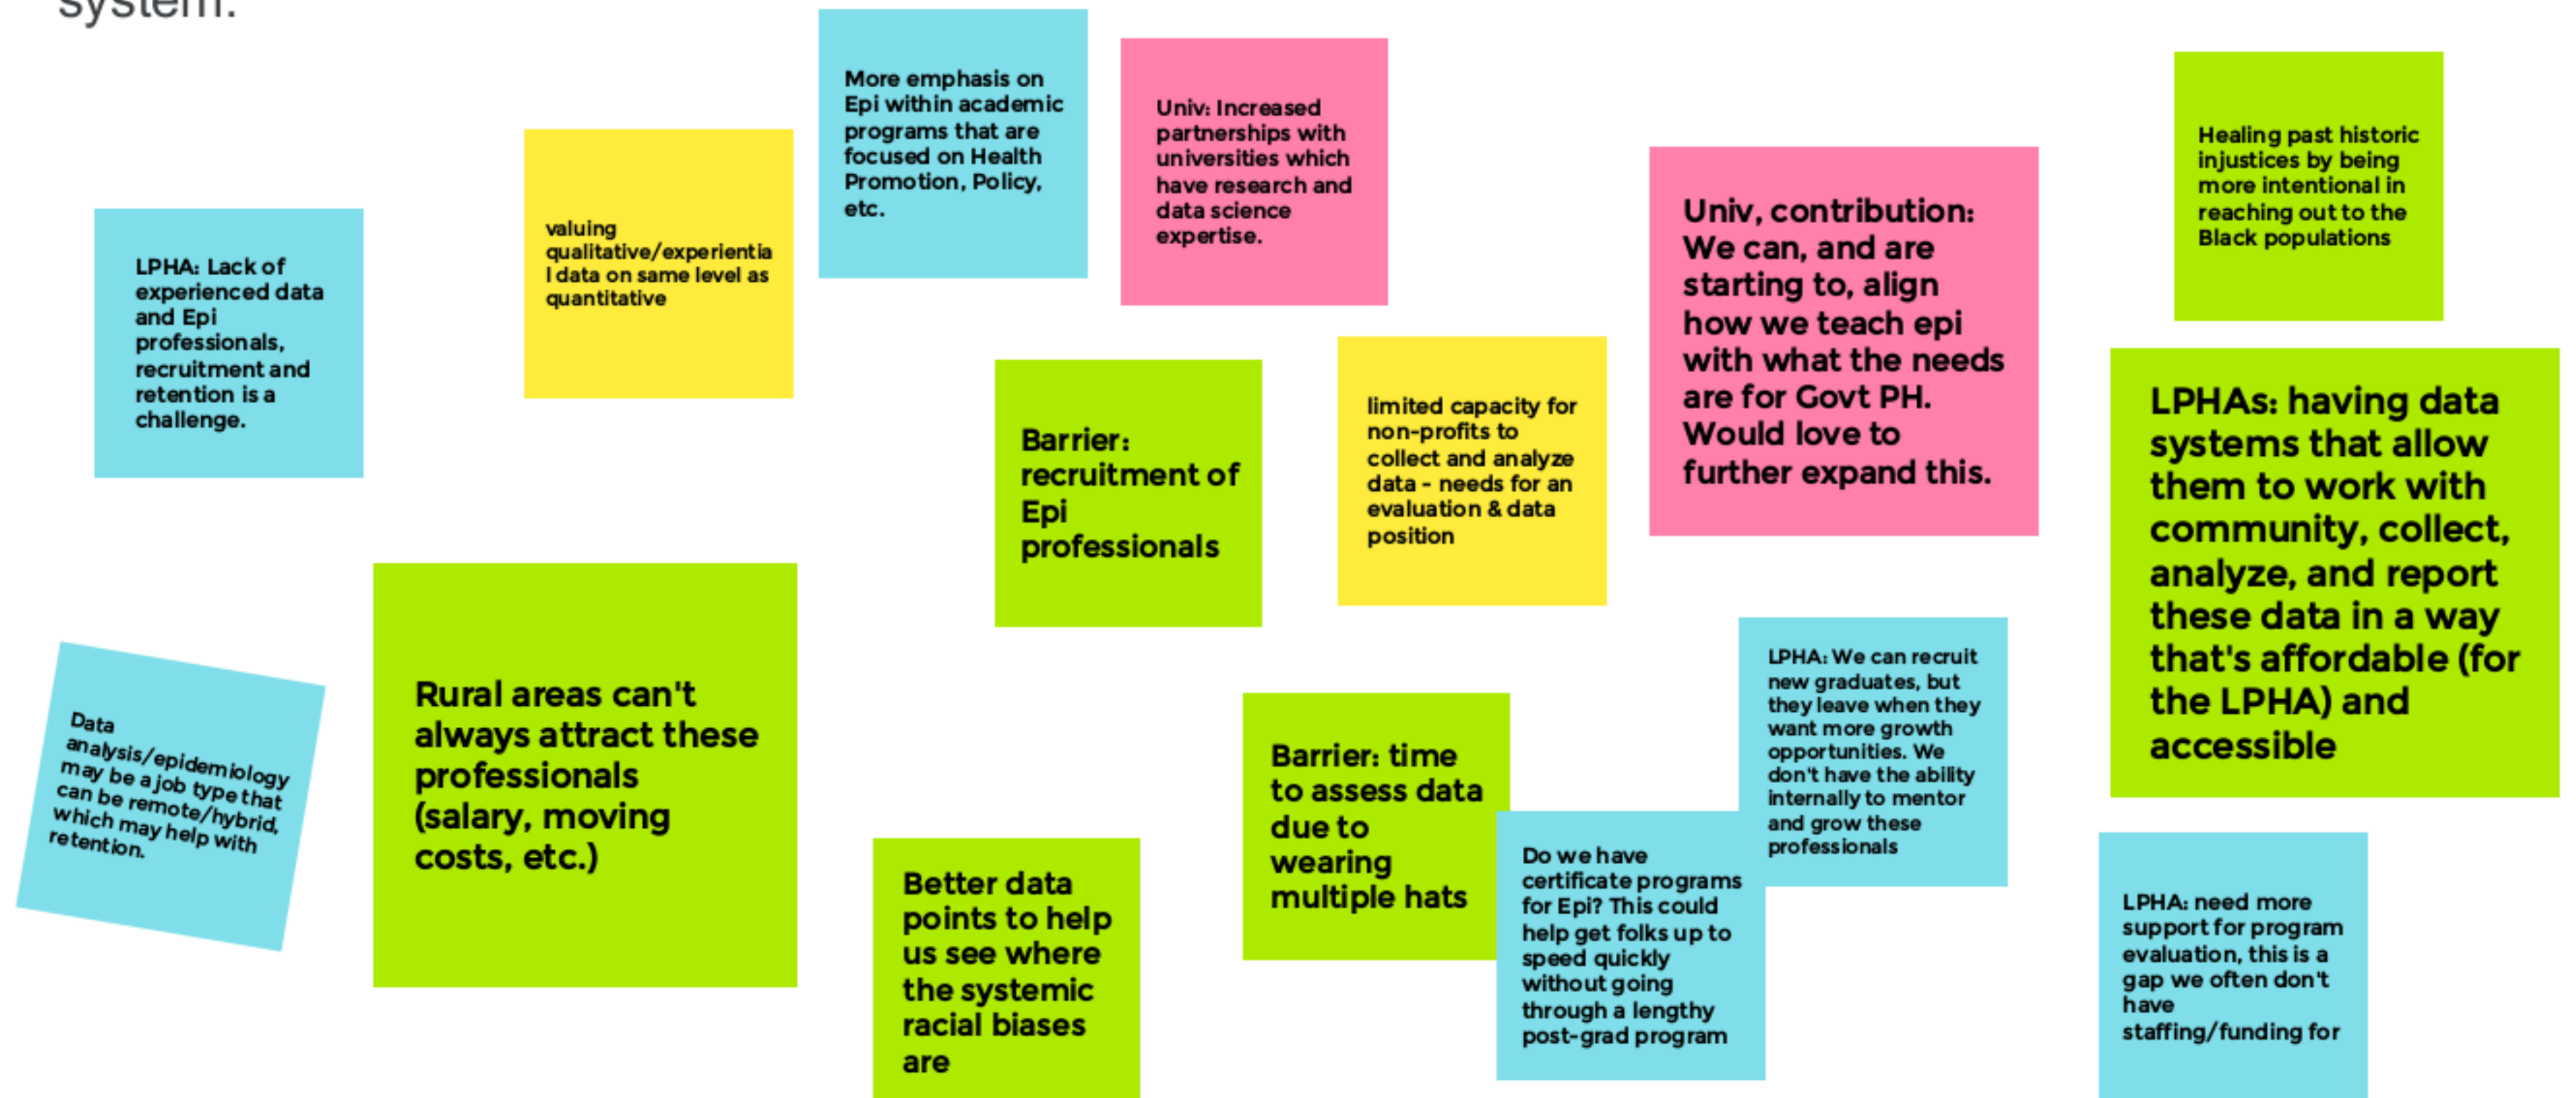 system.
More emphasis on
Epi within academic
programs that are
focused on Health
Promotion, Policy,
etc.
Univ: Increased
partnerships with
universities which
have research and
data science
expertise.
Healing past historic
injustices by being
more intentional in
reaching out to the
Black populations
valuing
qualitative/experientia
l data on same level as
quantitative
Univ, contribution:
We can, and are
starting to, align
how we teach epi
with what the needs
are for Govt PH.
Would love to
further expand this.
LPHA: Lack of
experienced data
and Epi
professionals,
recruitment and
retention is a
challenge.
Barrier:
recruitment of
Epi
professionals
limited capacity for
non-profits to
collect and analyze
data - needs for an
evaluation & data
position
LPHAs: having data
systems that allow
them to work with
community, collect,
analyze, and report
these data in a way
that's affordable (for
the LPHA) and
accessible
Data
analysis/epidemiology
may be a job type that
can be remote/hybrid,
which may help with
retention.
Rural areas can't
always attract these
professionals
(salary, moving
costs, etc.)
LPHA: We can recruit
new graduates, but
they leave when they
want more growth
opportunities. We
don't have the ability
internally to mentor
and grow these
professionals
Barrier: time
to assess data
due to
wearing
multiple hats
Better data
points to help
us see where
the systemic
racial biases
are
Do we have
certificate programs
for Epi? This could
help get folks up to
speed quickly
without going
through a lengthy
post-grad program
LPHA: need more
support for program
evaluation, this is a
gap we often don't
have
staffing/funding for